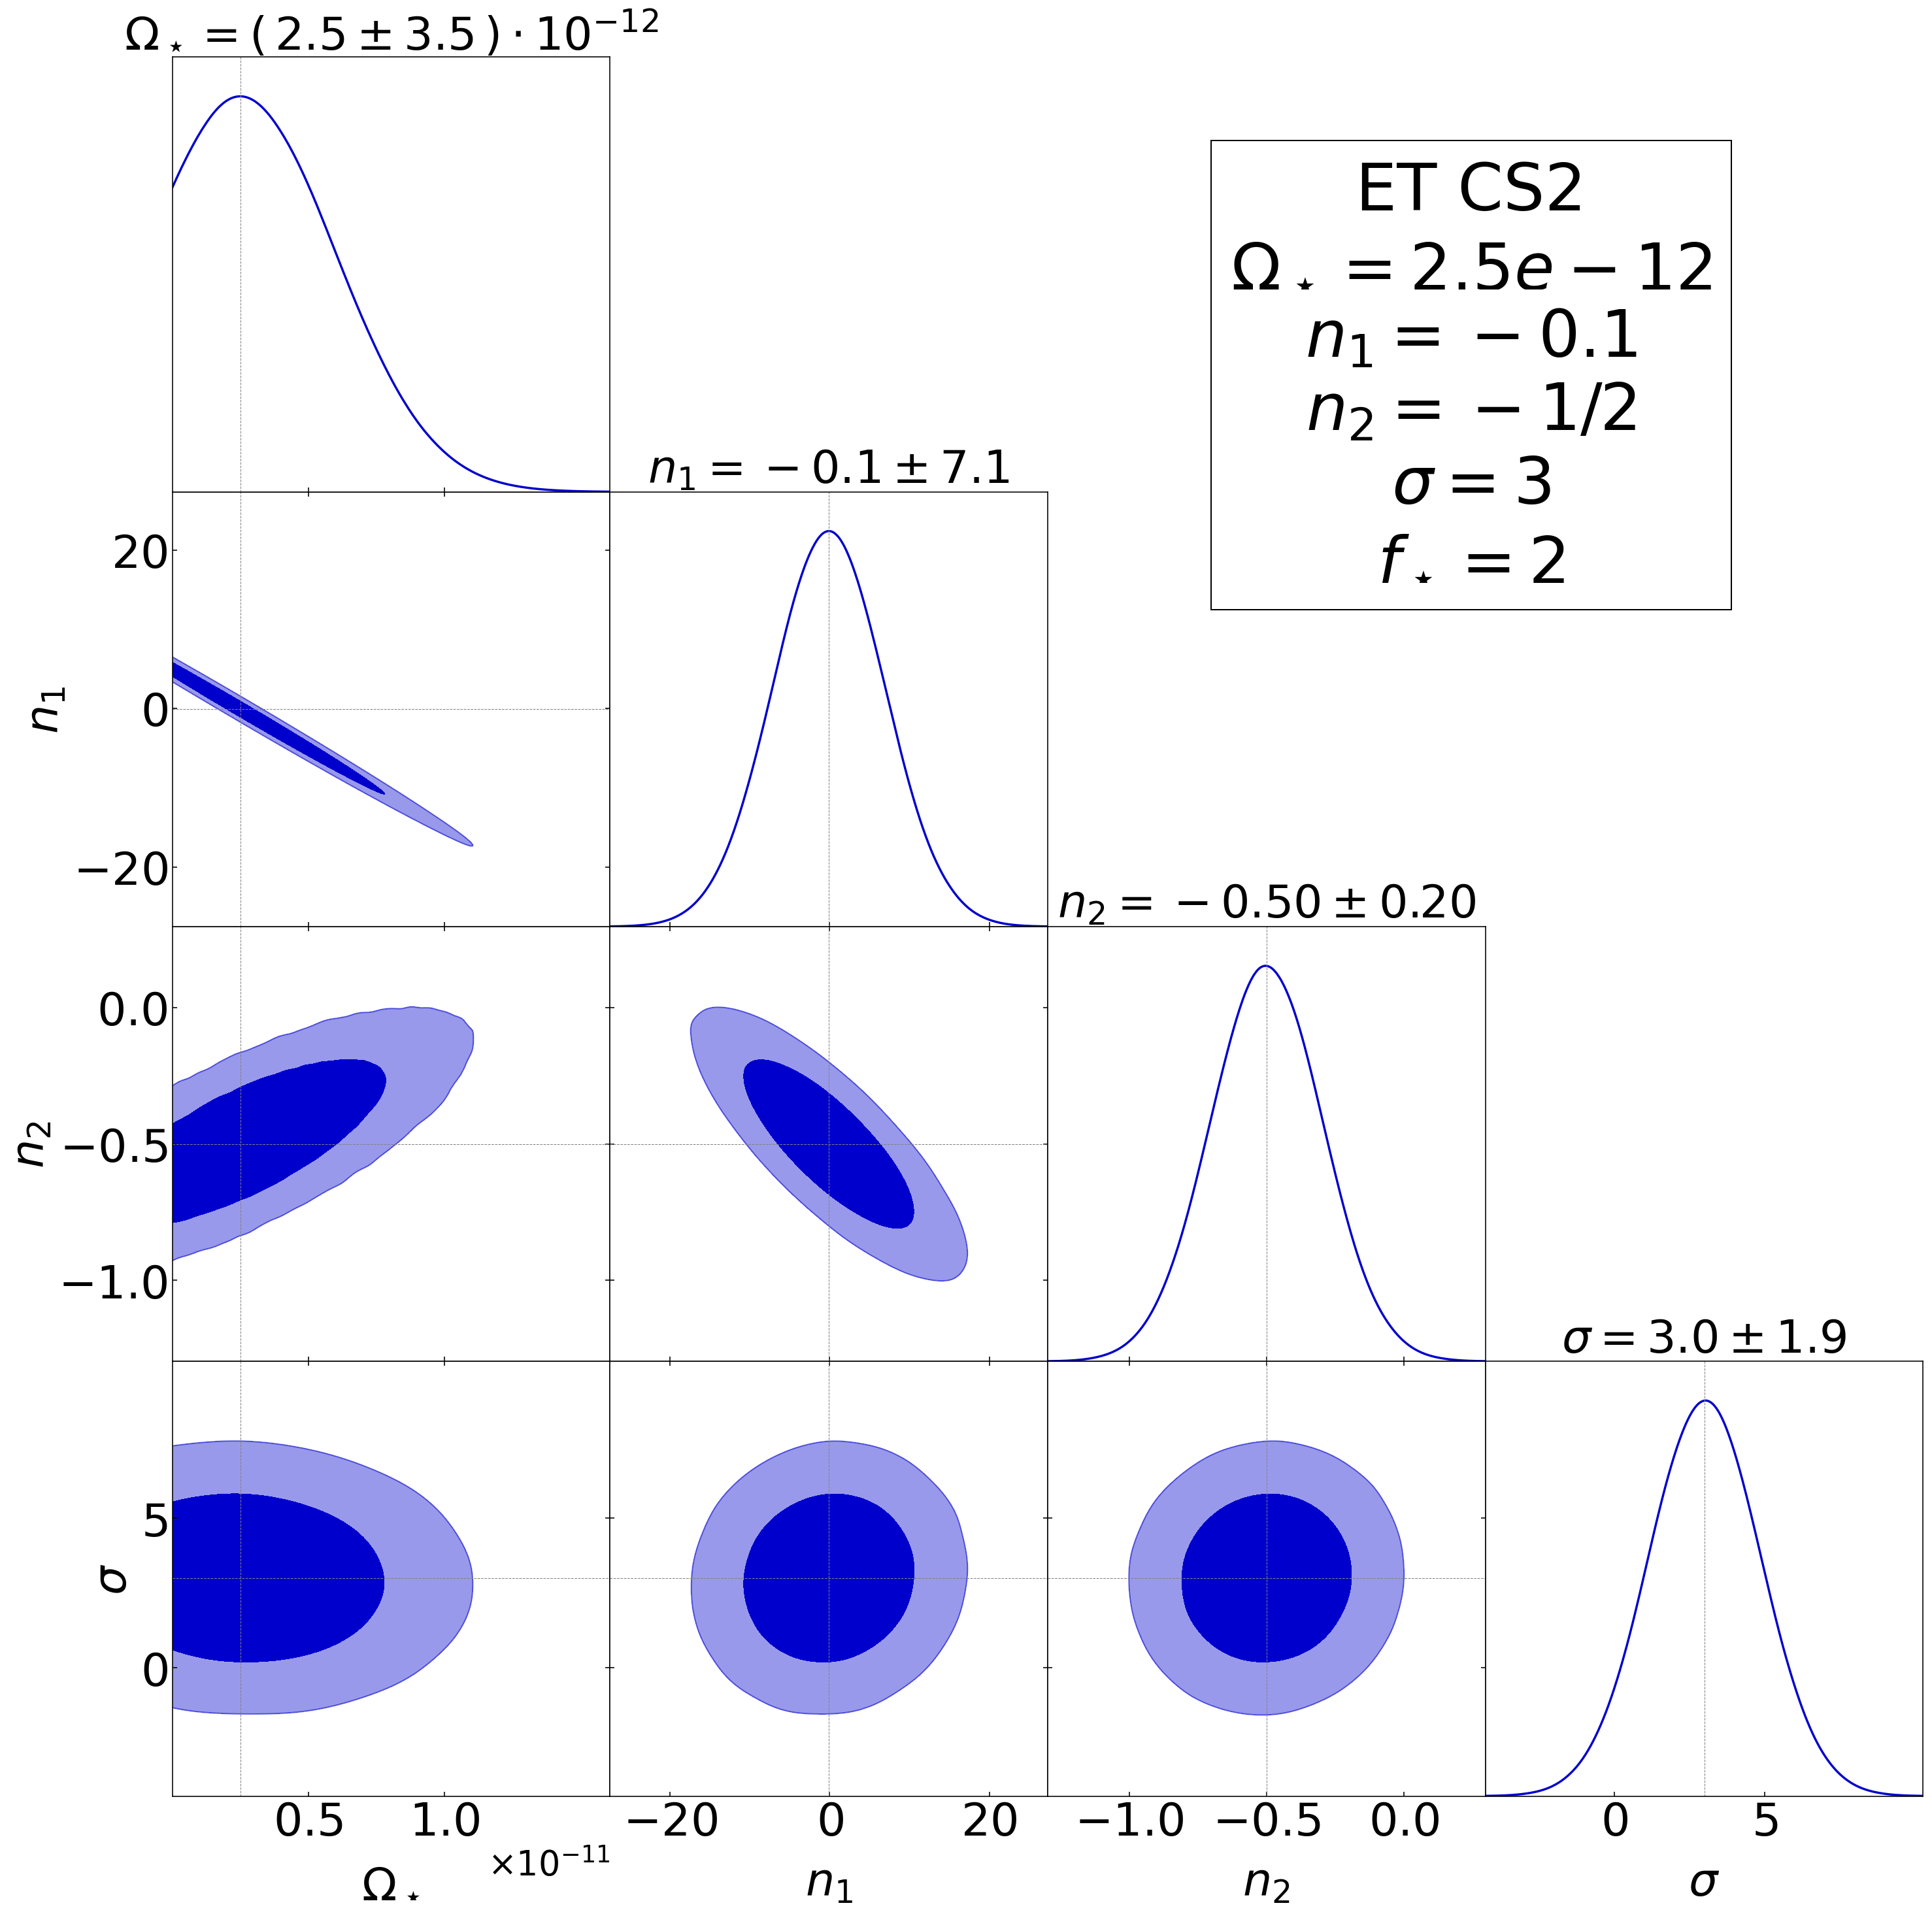 Ω⋆ = ( 2.5 ± 3.5 ) · 10⁻¹²
ET CS2
Ω⋆ = 2.5e − 12
n₁ = −0.1
n₂ = −1/2
σ = 3
f⋆ = 2
n₁ = −0.1 ± 7.1
20
0
−20
n₁
n₂ = −0.50 ± 0.20
0.0
−0.5
−1.0
n₂
σ = 3.0 ± 1.9
5
0
σ
0.5 1.0 −20 0 20 −1.0 −0.5 0.0 0 5
×10⁻¹¹
Ω⋆ n₁ n₂ σ